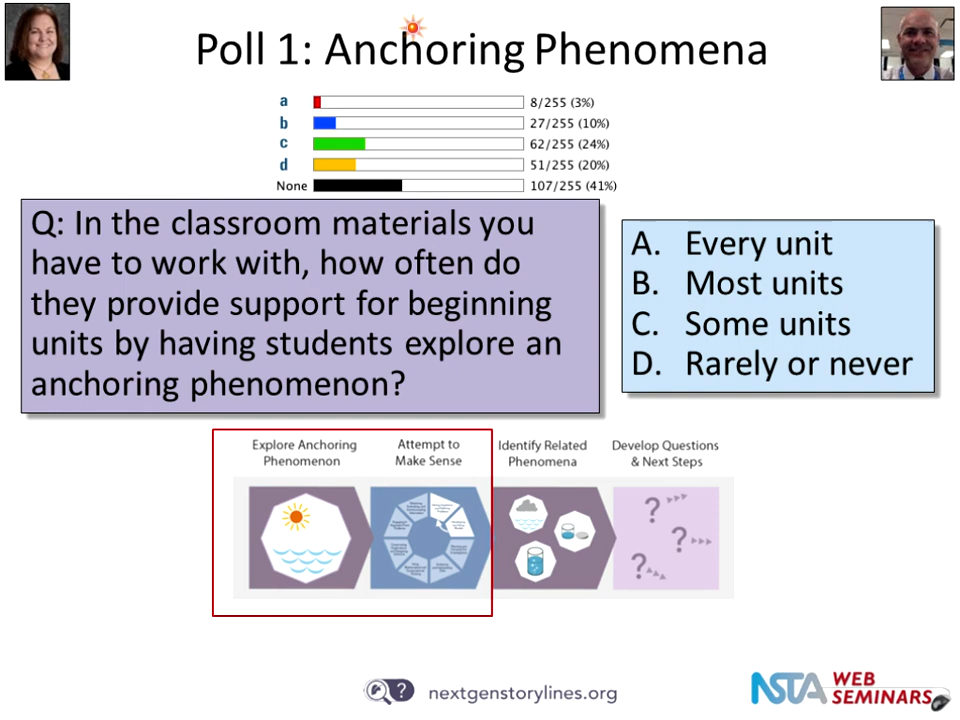 Poll 1: Anchoring Phenomena
a 8/255 (3%)
b 27/255 (10%)
c 62/255 (24%)
d 51/255 (20%)
None 107/255 (41%)
Q: In the classroom materials you
have to work with, how often do
they provide support for beginning
units by having students explore an
anchoring phenomenon?
A. Every unit
B. Most units
C. Some units
D. Rarely or never
Explore Anchoring
Phenomenon
Attempt to
Make Sense
Identify Related
Phenomena
Develop Questions
& Next Steps
?
?
?
?
nextgenstorylines.org
NSTA WEB
SEMINARS